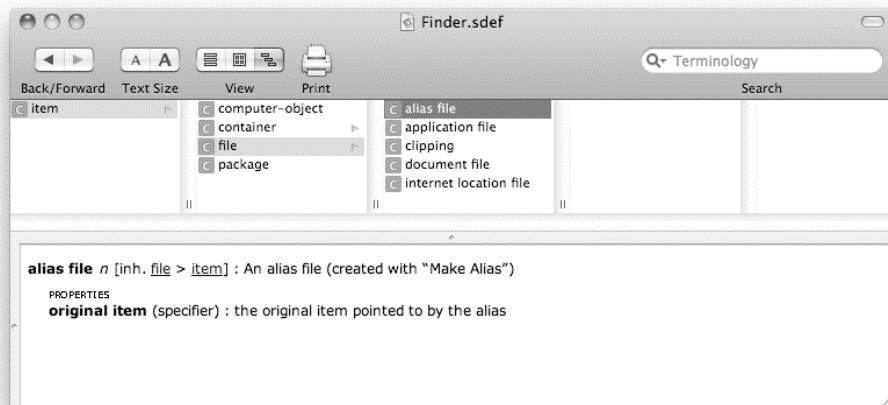 Finder.sdef
A A
Q Terminology
Back/Forward Text Size View Print Search
C item
C computer-object
C container
C file
C package
C alias file
C application file
C clipping
C document file
C internet location file
alias file n [inh. file > item] : An alias file (created with “Make Alias”)
PROPERTIES
original item (specifier) : the original item pointed to by the alias